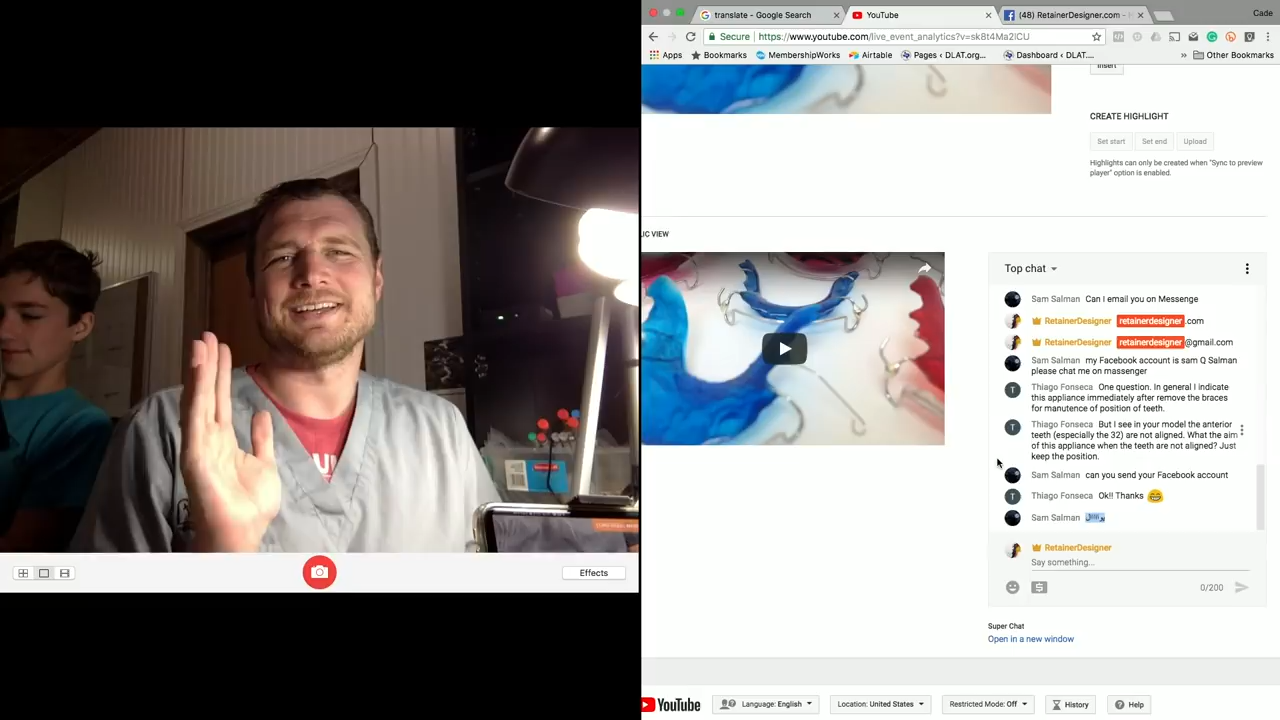 translate - Google Search
YouTube
(48) RetainerDesigner.com -
Cade
Secure
https://www.youtube.com/live_event_analytics?v=sk8t4Ma2lCU
Apps
Bookmarks
MembershipWorks
Airtable
Pages ‹ DLAT.org...
Dashboard ‹ DLAT....
Other Bookmarks
Insert
CREATE HIGHLIGHT
Set start
Set end
Upload
Highlights can only be created when "Sync to preview
player" option is enabled.
LIC VIEW
Top chat
Sam Salman Can I email you on Messenge
RetainerDesigner retainerdesigner.com
RetainerDesigner retainerdesigner@gmail.com
Sam Salman my Facebook account is sam Q Salman
please chat me on massenger
Thiago Fonseca One question. In general I indicate
this appliance immediately after remove the braces
for manutence of position of teeth.
Thiago Fonseca But I see in your model the anterior
teeth (especially the 32) are not aligned. What the aim
of this appliance when the teeth are not aligned? Just
keep the position.
Sam Salman can you send your Facebook account
Thiago Fonseca Ok!! Thanks
Sam Salman
RetainerDesigner
Say something...
0/200
Super Chat
Open in a new window
Effects
YouTube
Language: English
Location: United States
Restricted Mode: Off
History
Help